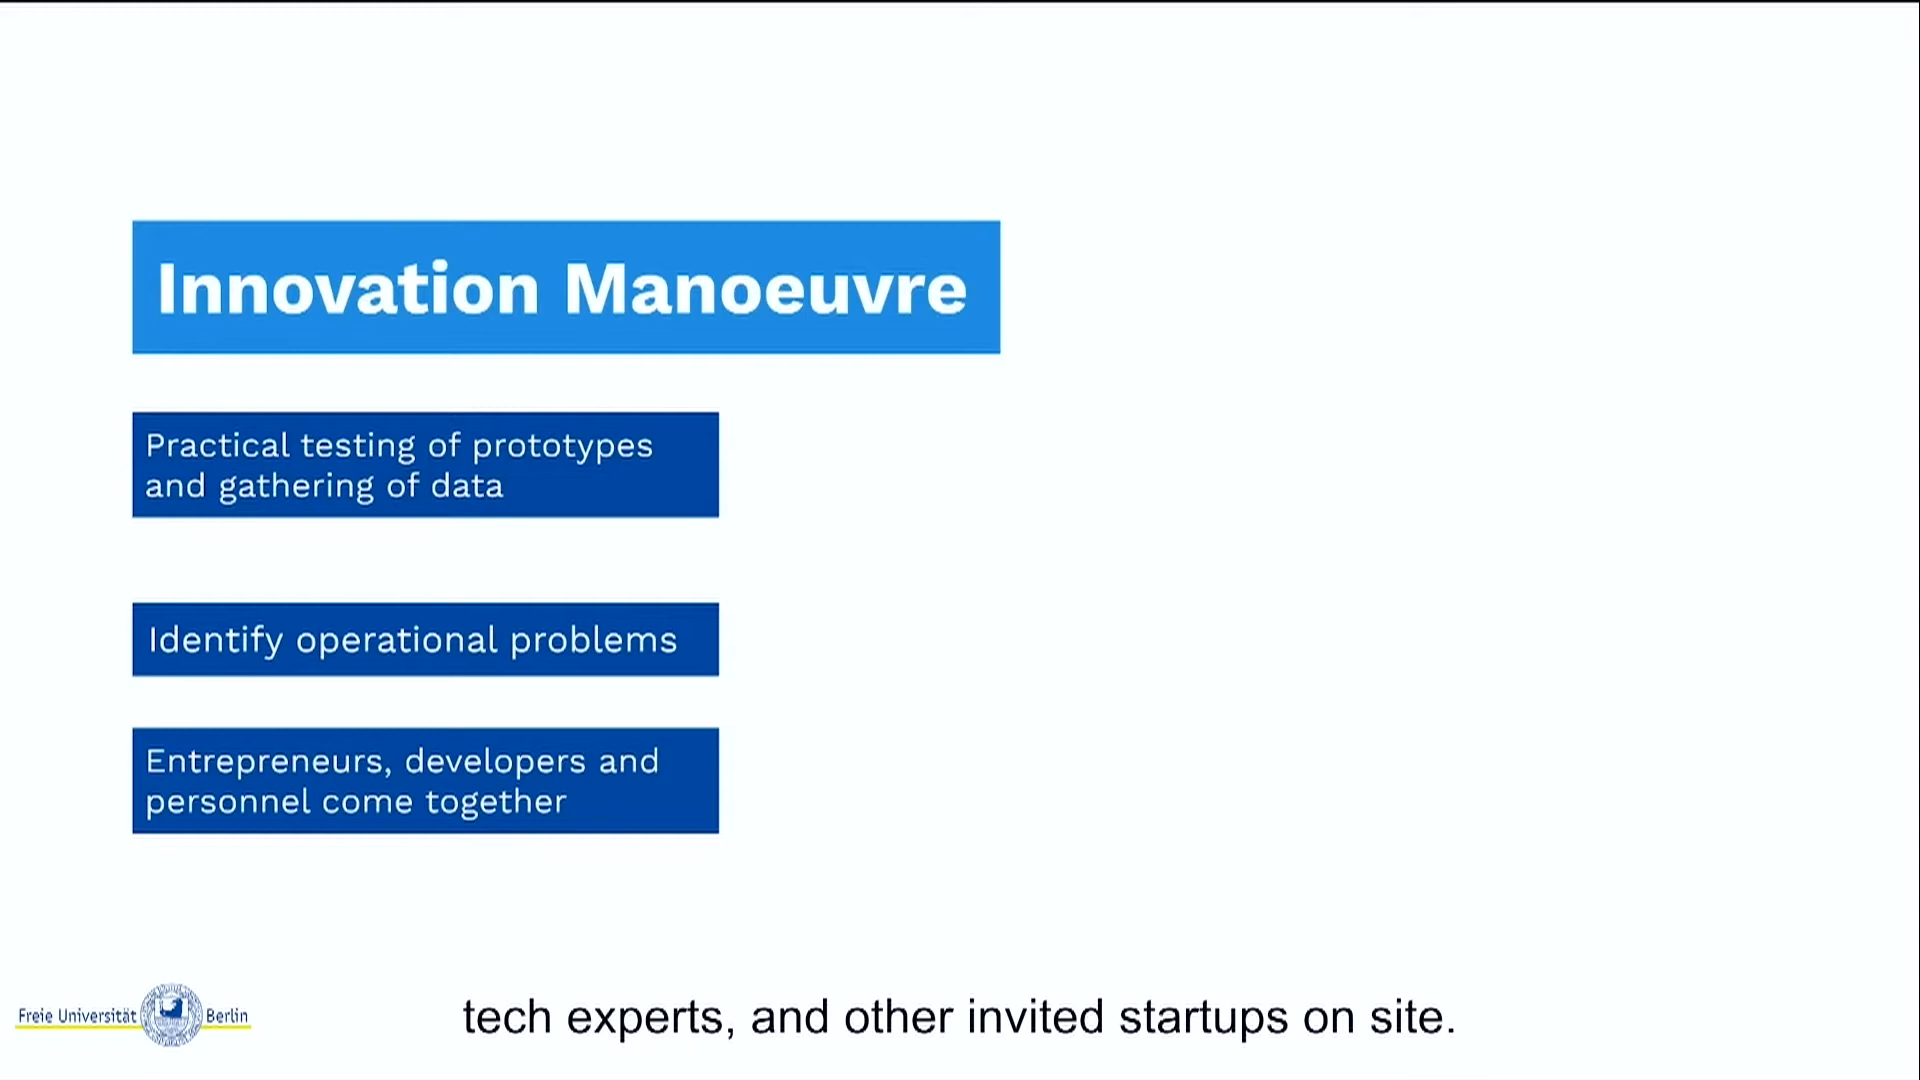 Innovation Manoeuvre
Practical testing of prototypes
and gathering of data
Identify operational problems
Entrepreneurs, developers and
personnel come together
Freie Universität Berlin
tech experts, and other invited startups on site.